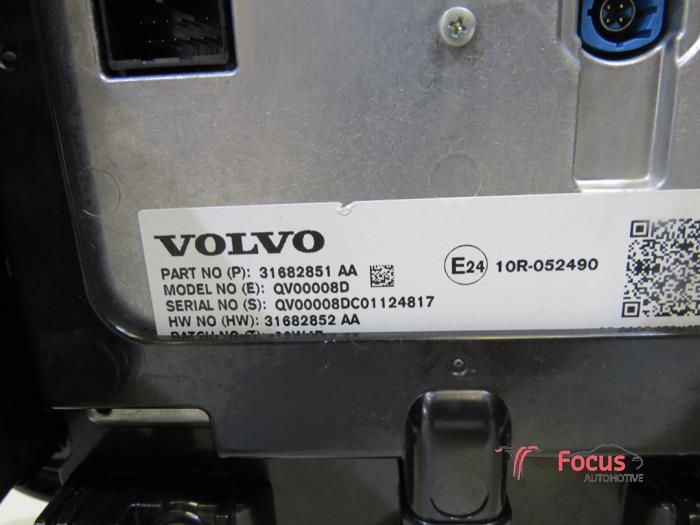 VOLVO
PART NO (P): 31682851 AA
MODEL NO (E): QV00008D
SERIAL NO (S): QV00008DC01124817
HW NO (HW): 31682852 AA
E24 10R-052490
Focus
AUTOMOTIVE